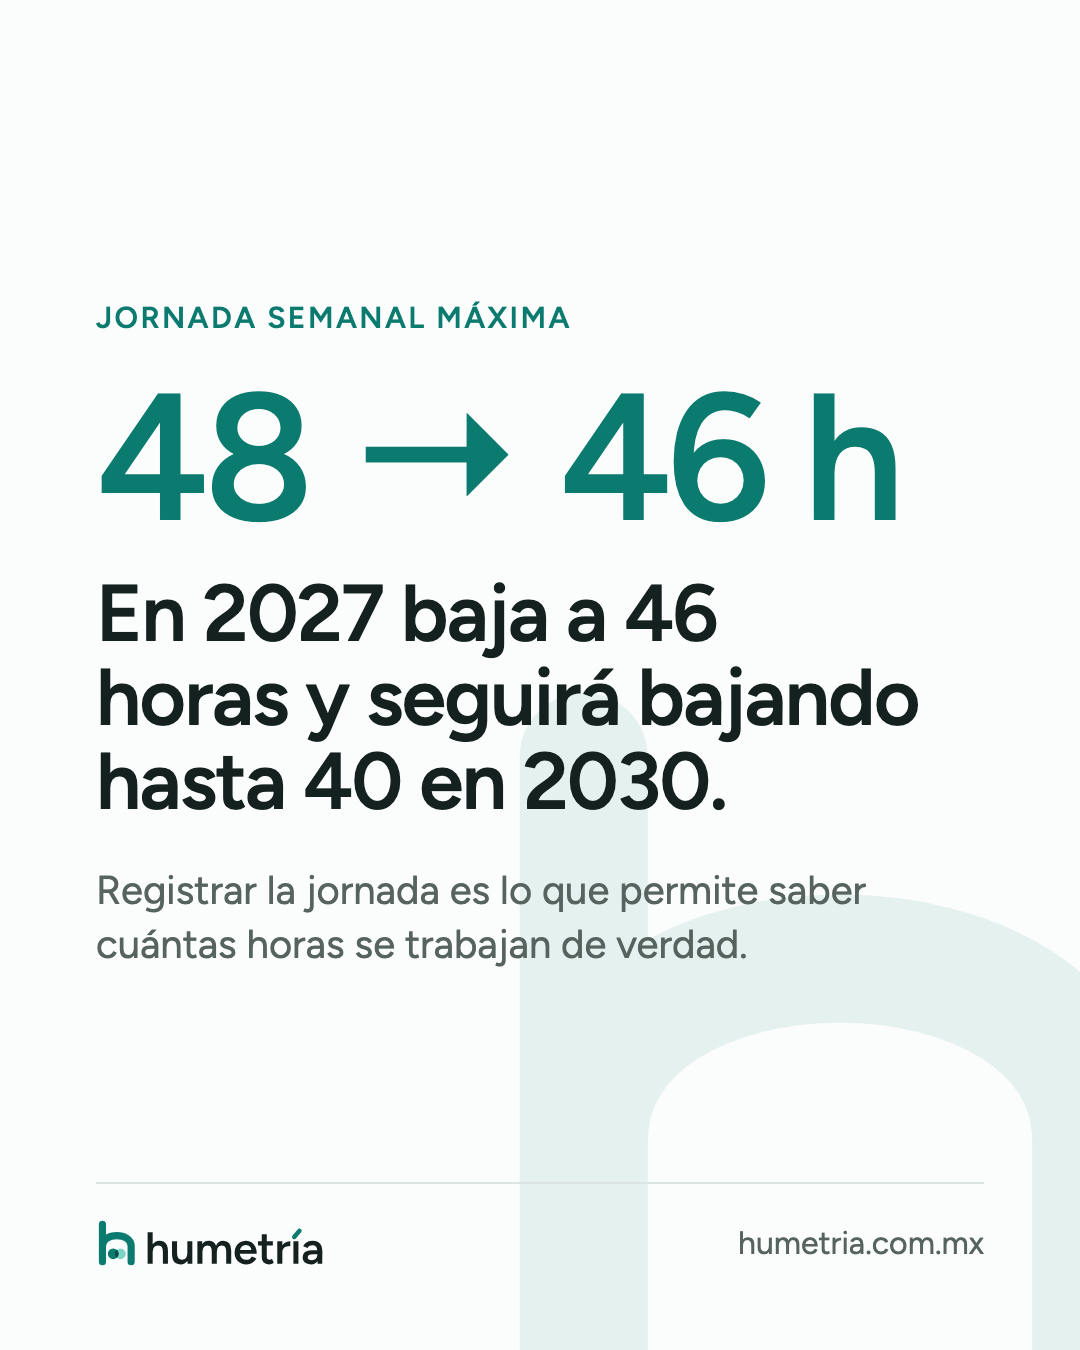 JORNADA SEMANAL MÁXIMA
48 → 46 h
En 2027 baja a 46
horas y seguirá bajando
hasta 40 en 2030.
Registrar la jornada es lo que permite saber
cuántas horas se trabajan de verdad.
humetría
humetria.com.mx